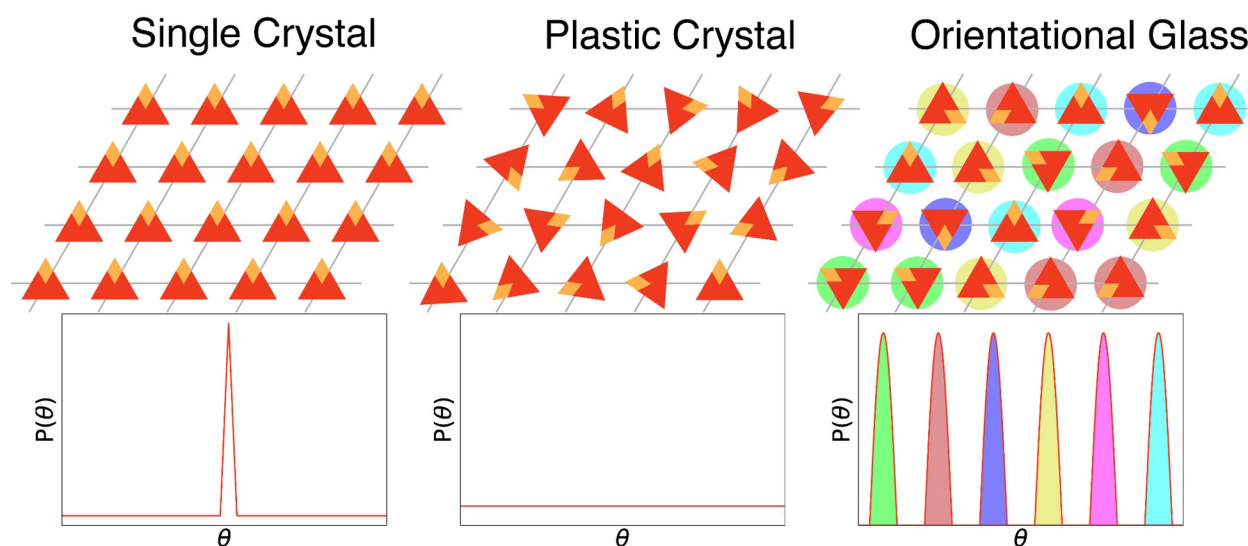 Single Crystal
Plastic Crystal
Orientational Glass
P(θ)
θ
P(θ)
θ
P(θ)
θ